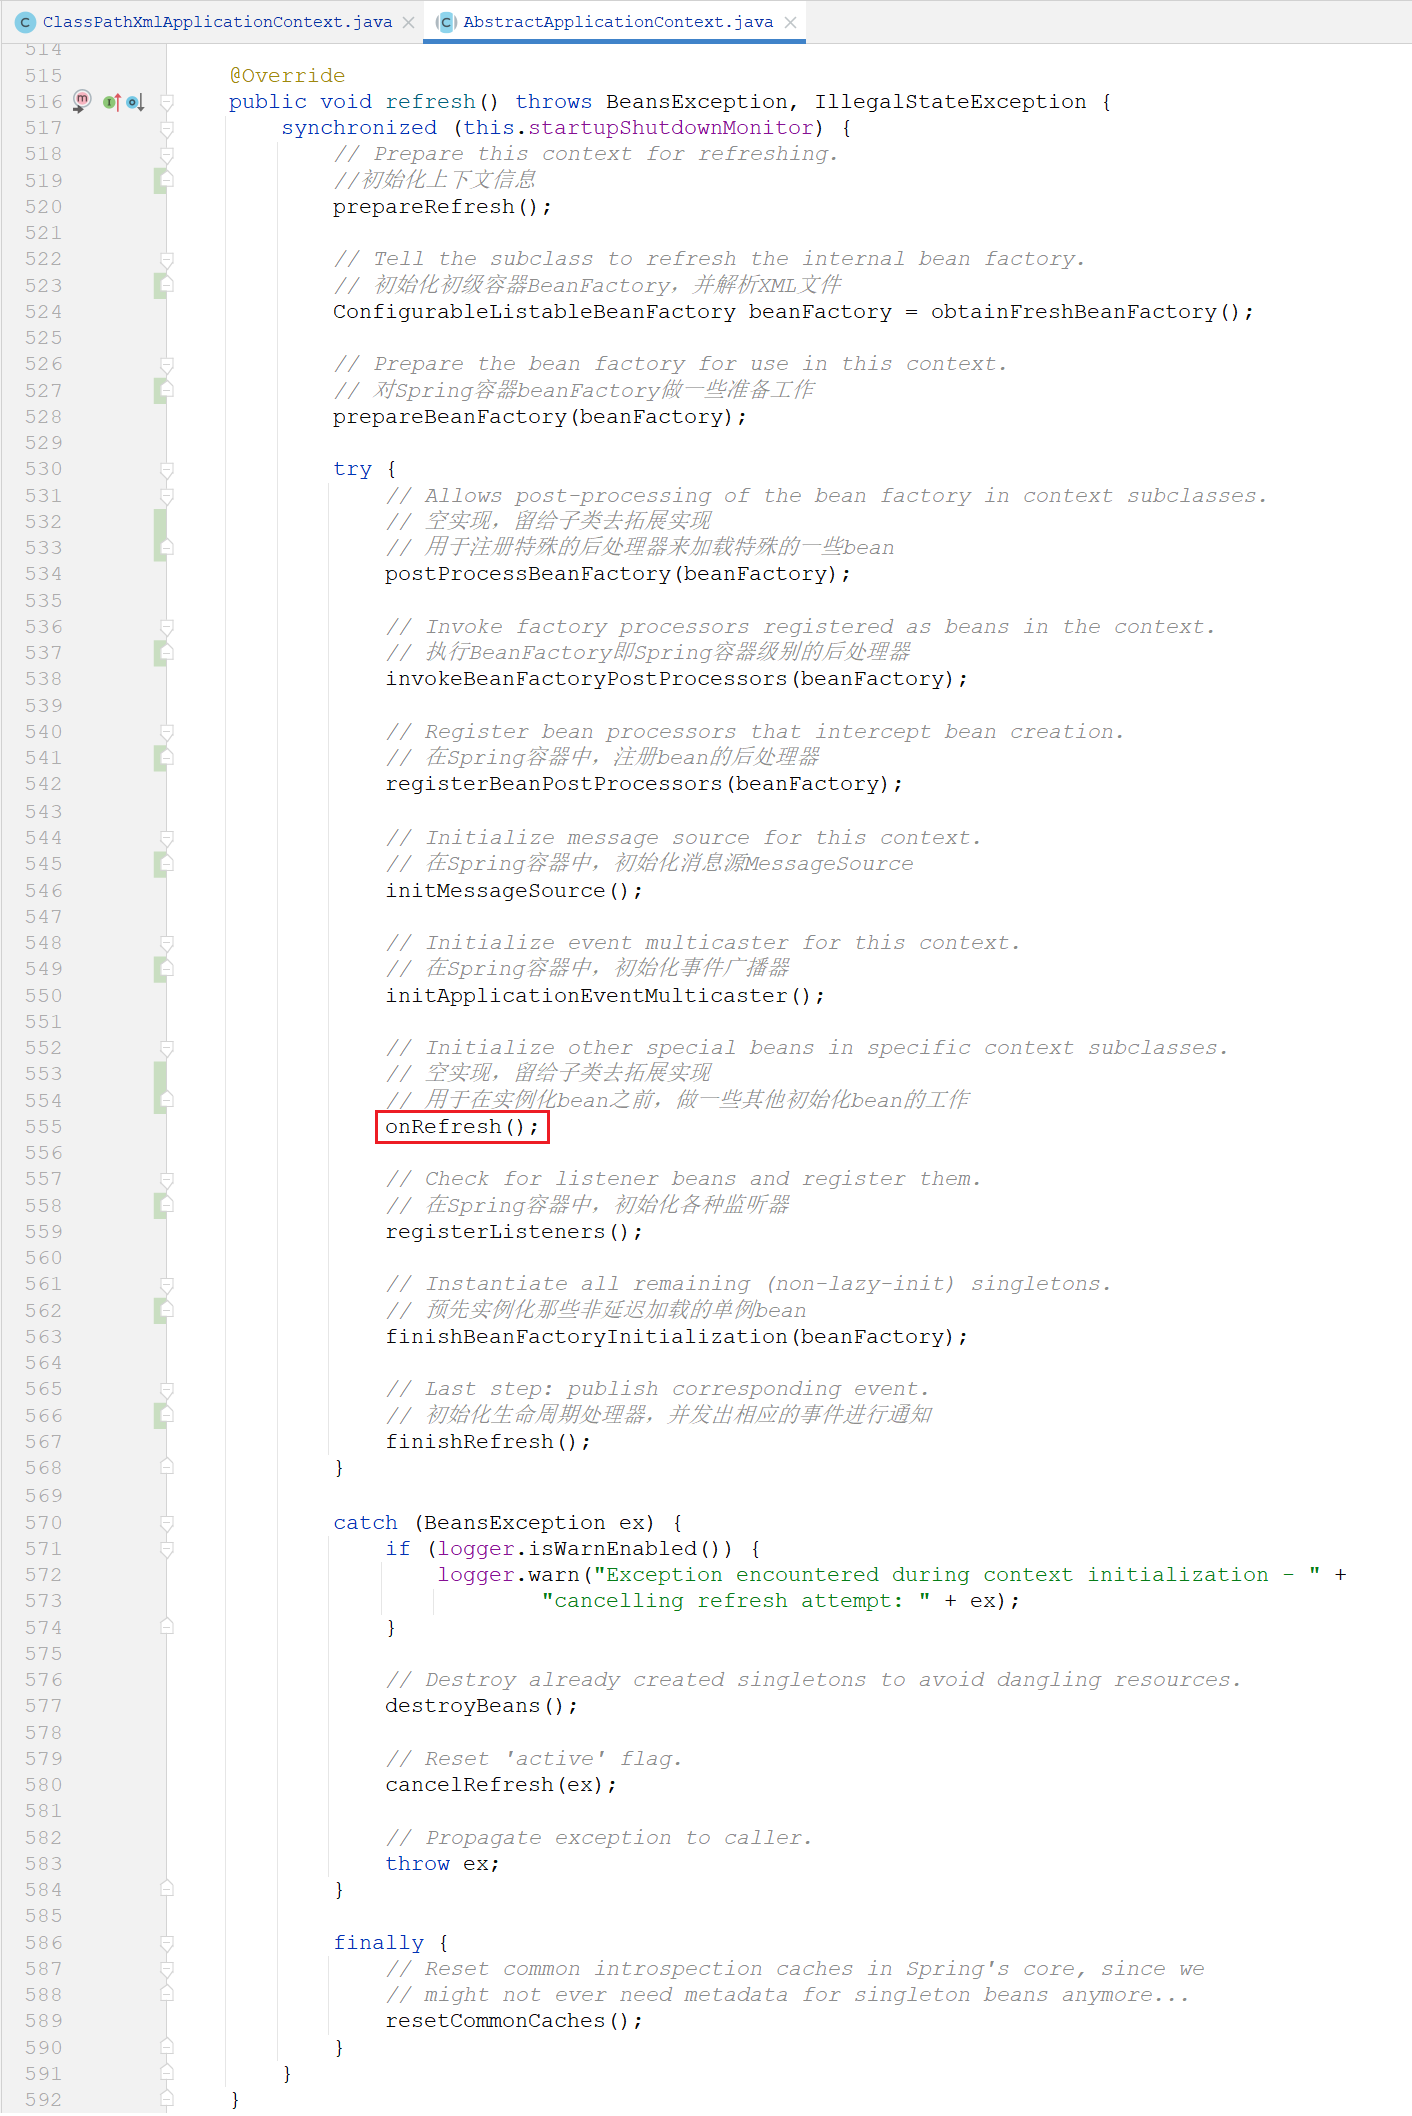 ClassPathXmlApplicationContext.java AbstractApplicationContext.java
514
515 @Override
516 public void refresh() throws BeansException, IllegalStateException {
517 synchronized (this.startupShutdownMonitor) {
518 // Prepare this context for refreshing.
519 //初始化上下文信息
520 prepareRefresh();
521
522 // Tell the subclass to refresh the internal bean factory.
523 // 初始化初级容器BeanFactory，并解析XML文件
524 ConfigurableListableBeanFactory beanFactory = obtainFreshBeanFactory();
525
526 // Prepare the bean factory for use in this context.
527 // 对Spring容器beanFactory做一些准备工作
528 prepareBeanFactory(beanFactory);
529
530 try {
531 // Allows post-processing of the bean factory in context subclasses.
532 // 空实现，留给子类去拓展实现
533 // 用于注册特殊的后处理器来加载特殊的一些bean
534 postProcessBeanFactory(beanFactory);
535
536 // Invoke factory processors registered as beans in the context.
537 // 执行BeanFactory即Spring容器级别的后处理器
538 invokeBeanFactoryPostProcessors(beanFactory);
539
540 // Register bean processors that intercept bean creation.
541 // 在Spring容器中，注册bean的后处理器
542 registerBeanPostProcessors(beanFactory);
543
544 // Initialize message source for this context.
545 // 在Spring容器中，初始化消息源MessageSource
546 initMessageSource();
547
548 // Initialize event multicaster for this context.
549 // 在Spring容器中，初始化事件广播器
550 initApplicationEventMulticaster();
551
552 // Initialize other special beans in specific context subclasses.
553 // 空实现，留给子类去拓展实现
554 // 用于在实例化bean之前，做一些其他初始化bean的工作
555 onRefresh();
556
557 // Check for listener beans and register them.
558 // 在Spring容器中，初始化各种监听器
559 registerListeners();
560
561 // Instantiate all remaining (non-lazy-init) singletons.
562 // 预先实例化那些非延迟加载的单例bean
563 finishBeanFactoryInitialization(beanFactory);
564
565 // Last step: publish corresponding event.
566 // 初始化生命周期处理器，并发出相应的事件进行通知
567 finishRefresh();
568 }
569
570 catch (BeansException ex) {
571 if (logger.isWarnEnabled()) {
572 logger.warn("Exception encountered during context initialization - " +
573 "cancelling refresh attempt: " + ex);
574 }
575
576 // Destroy already created singletons to avoid dangling resources.
577 destroyBeans();
578
579 // Reset 'active' flag.
580 cancelRefresh(ex);
581
582 // Propagate exception to caller.
583 throw ex;
584 }
585
586 finally {
587 // Reset common introspection caches in Spring's core, since we
588 // might not ever need metadata for singleton beans anymore...
589 resetCommonCaches();
590 }
591 }
592 }